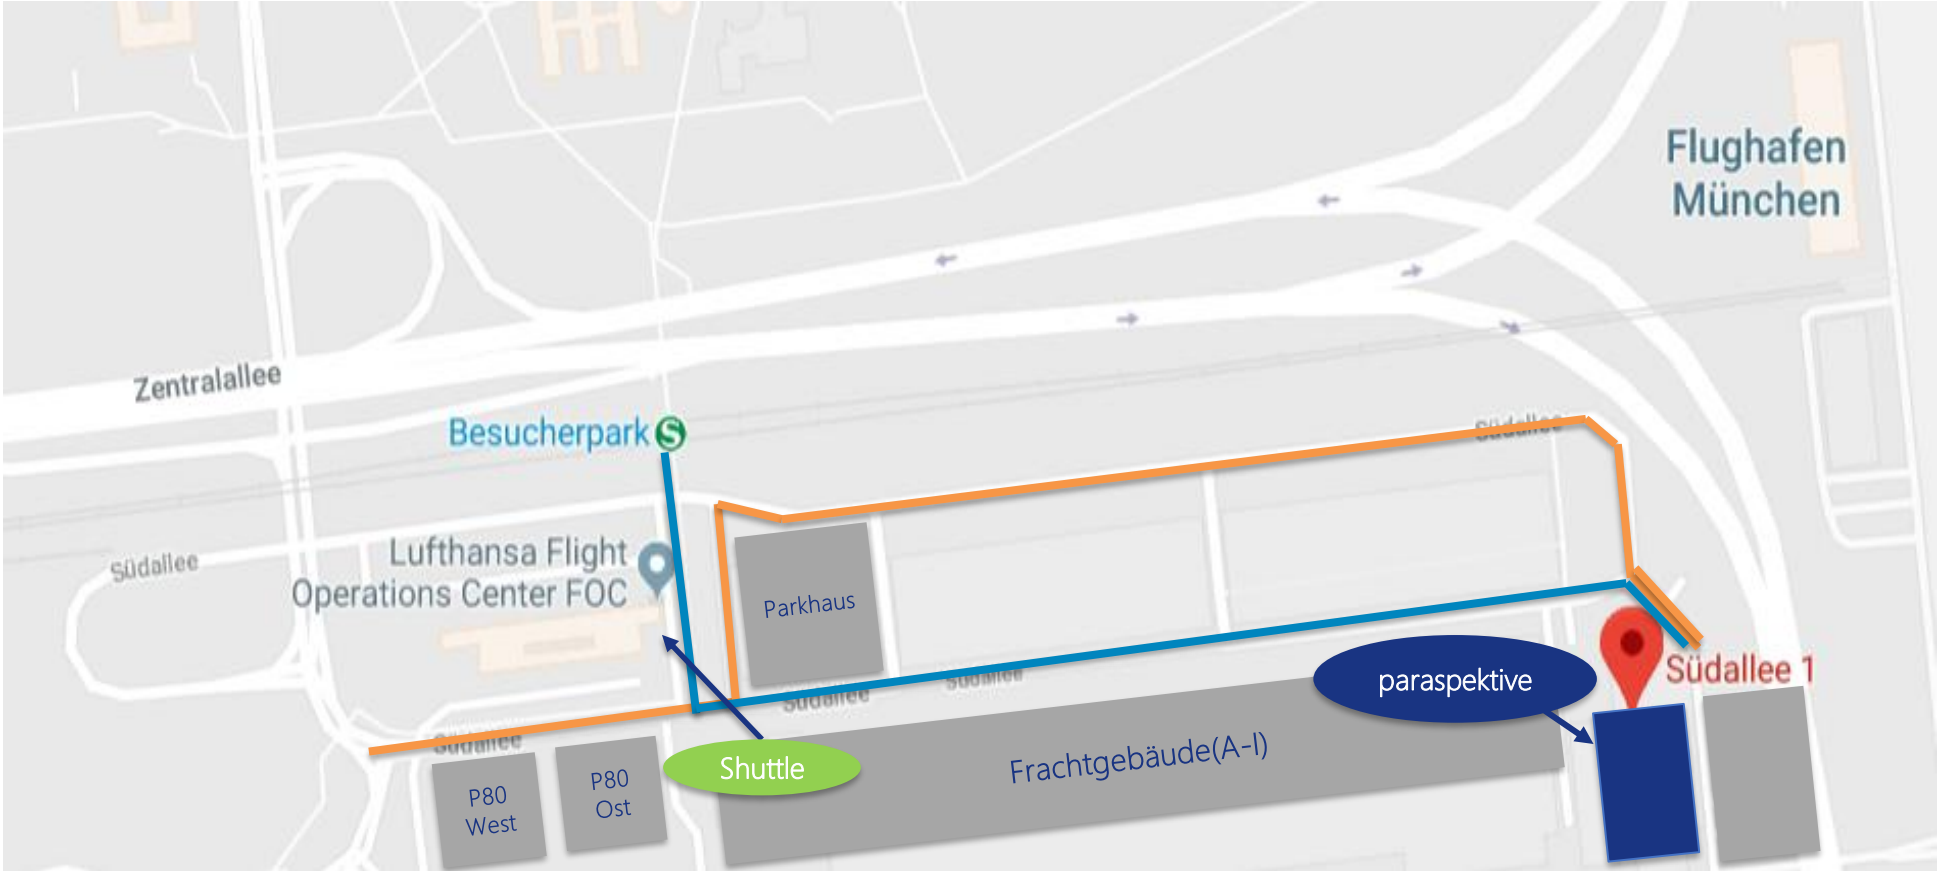 Flughafen
München
Zentralallee
Besucherpark S
Südallee
Südallee
Lufthansa Flight
Operations Center FOC
Parkhaus
Südallee
Südallee
paraspektive
Südallee 1
Südallee
Shuttle
Frachtgebäude(A-I)
P80
West
P80
Ost